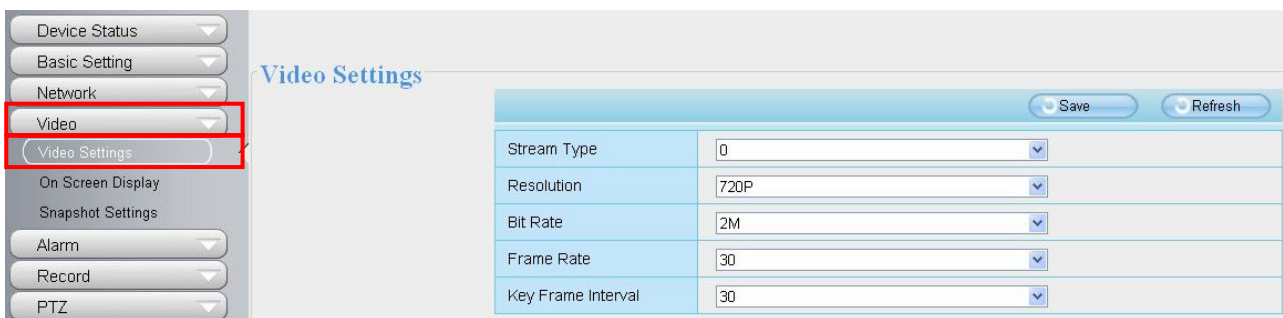 Device Status
Basic Setting
Network
Video
Video Settings
On Screen Display
Snapshot Settings
Alarm
Record
PTZ
Video Settings
Save Refresh
Stream Type 0
Resolution 720P
Bit Rate 2M
Frame Rate 30
Key Frame Interval 30